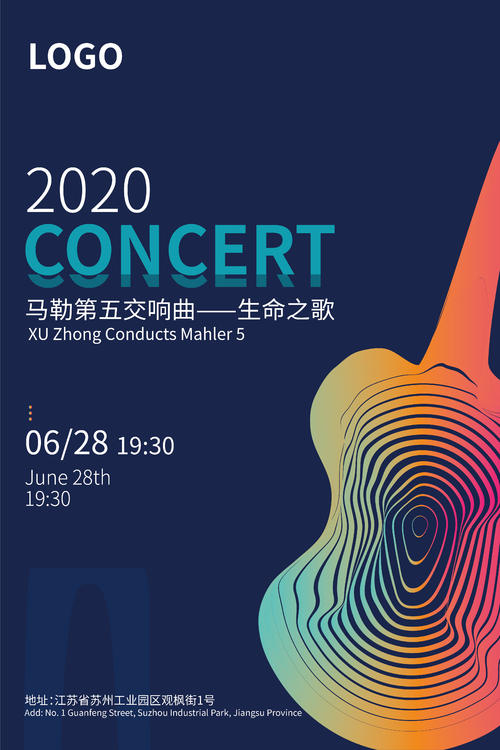 LOGO
2020
CONCERT
马勒第五交响曲——生命之歌
XU Zhong Conducts Mahler 5
06/28 19:30
June 28th
19:30
地址：江苏省苏州工业园区观枫街1号
Add: No. 1 Guanfeng Street, Suzhou Industrial Park, Jiangsu Province